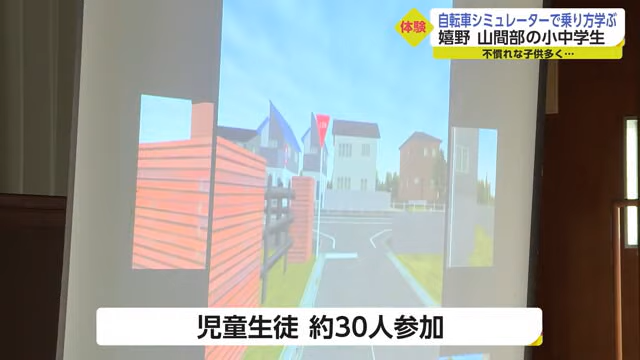 体験
自転車シミュレーターで乗り方学ぶ
嬉野 山間部の小中学生
不慣れな子供多く…
児童生徒 約30人参加